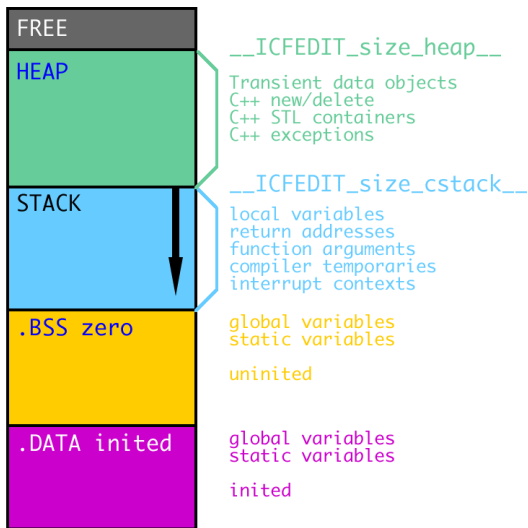 FREE
__ICFEDIT_size_heap__
HEAP
Transient data objects
C++ new/delete
C++ STL containers
C++ exceptions
__ICFEDIT_size_cstack__
STACK
local variables
return addresses
function arguments
compiler temporaries
interrupt contexts
.BSS zero
global variables
static variables
uninited
.DATA inited
global variables
static variables
inited